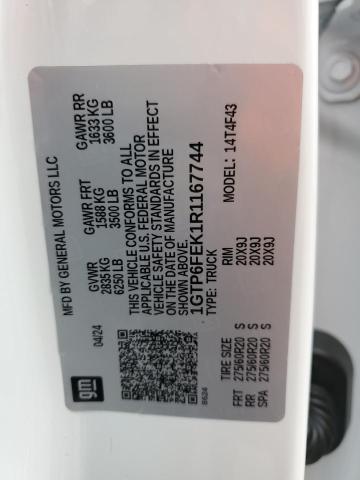 MFD BY GENERAL MOTORS LLC
04/24
GVWR
2835 KG
6250 LB
GAWR FRT
1588 KG
3500 LB
GAWR RR
1633 KG
3600 LB
THIS VEHICLE CONFORMS TO ALL
APPLICABLE U.S. FEDERAL MOTOR
VEHICLE SAFETY STANDARDS IN EFFECT
ON THE DATE OF MANUFACTURE
SHOWN ABOVE.
1GTP6EEK1R1167744
TYPE: TRUCK
MODEL: 14T4F43
gm
B624
TIRE SIZE RIM
FRT 275/60R20 S 20X9J
RR 275/60R20 S 20X9J
SPA 275/60R20 S 20X9J